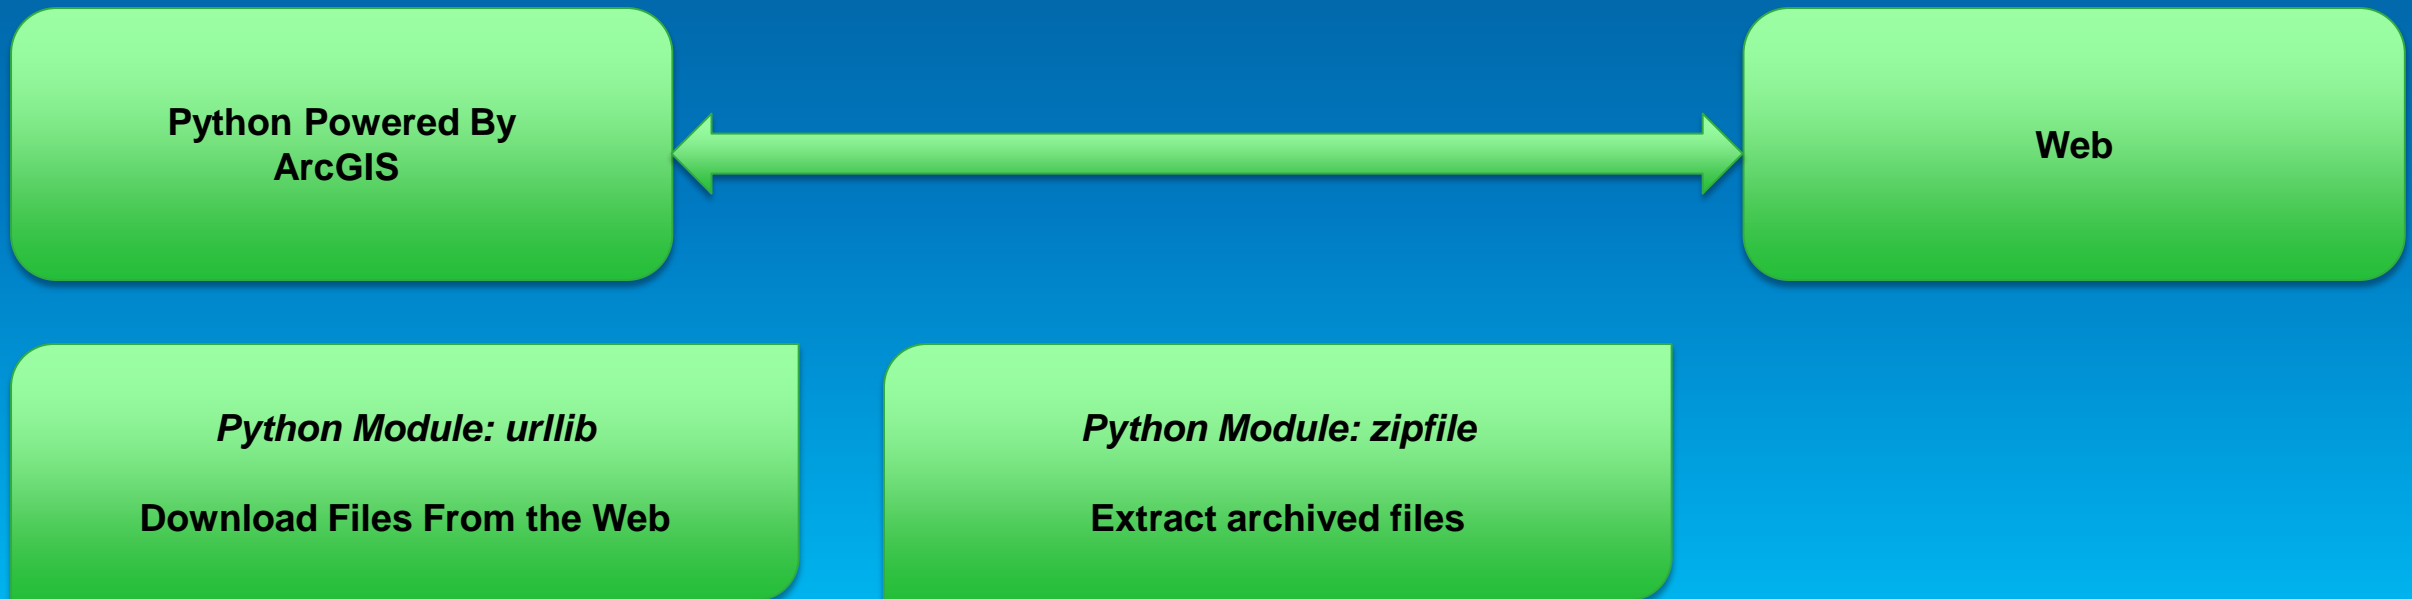 Python Powered By
ArcGIS
Web
Python Module: urllib
Download Files From the Web
Python Module: zipfile
Extract archived files